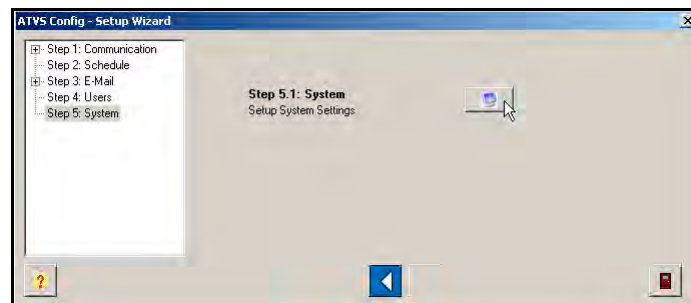 ATVS Config - Setup Wizard
Step 1: Communication
Step 2: Schedule
Step 3: E-Mail
Step 4: Users
Step 5: System
Step 5.1: System
Setup System Settings
?